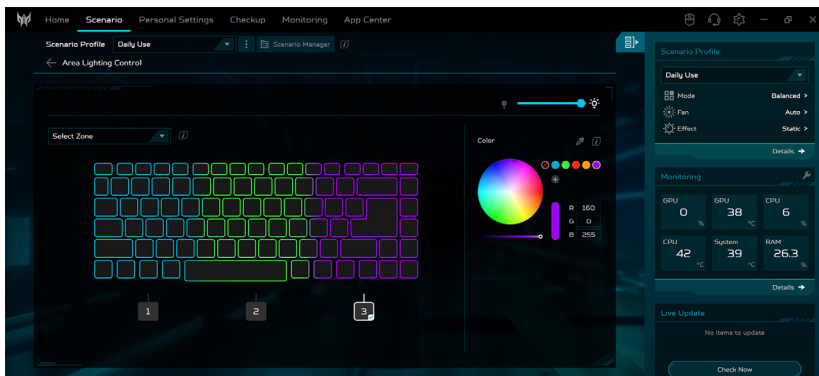 Home Scenario Personal Settings Checkup Monitoring App Center
Scenario Profile Daily Use Scenario Manager
Area Lighting Control
Select Zone
1 2 3
Color
R 160
G 0
B 255
Scenario Profile
Daily Use
Mode Balanced >
Fan Auto >
Effect Static >
Details
Monitoring
GPU GPU CPU
0 38 6
% °C %
CPU System RAM
42 39 26.3
°C °C %
Details
Live Update
No items to update
Check Now